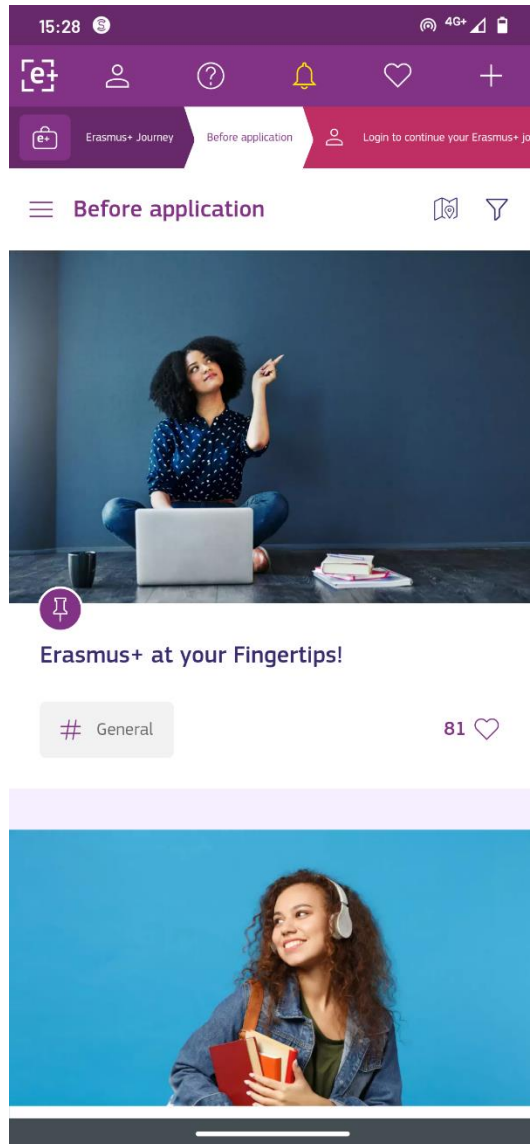 15:28
4G+
e+
e+ Erasmus+ Journey Before application Login to continue your Erasmus+ jo
Before application
Erasmus+ at your Fingertips!
# General 81